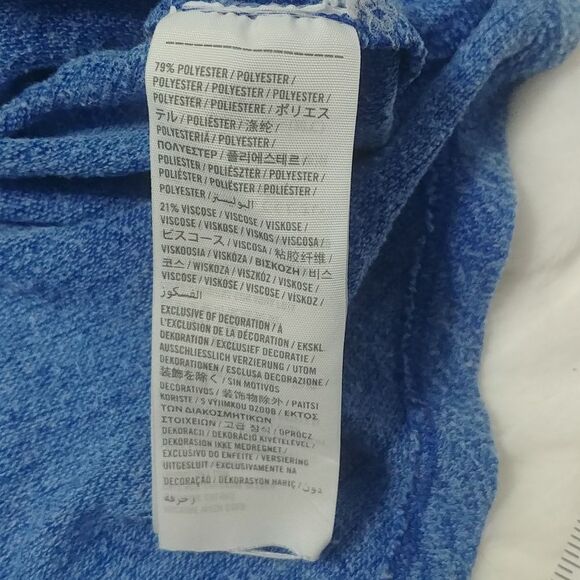 79% POLYESTER / POLYESTER /
POLYESTER / POLYESTER / POLYESTER /
POLYESTER / POLIESTERE / ポリエス
テル / POLIÉSTER / 涤纶 /
POLYESTERIÁ / POLYESTER /
ΠΟΛΥΕΣΤΕΡ / 폴리에스테르 /
POLIESTER / POLIÉSZTER / POLYESTER /
POLIÉSTER / POLIÉSTER / POLIÉSTER /
POLYESTER / البوليستر
21% VISCOSE / VISCOSE / VISKOSE /
VISCOSE / VISKOSE / VISKOS / VISCOSA /
ビスコース / VISCOSA / 粘胶纤维 /
VISKOOSIA / VISKÓZA / ΒΙΣΚΟΖΗ / 비스
코스 / WISKOZA / VISZKÓZ / VISKOSE /
VISCOSE / VISKOSE / VISCOSE / VISKOZ /
الفسكوز
EXCLUSIVE OF DECORATION / À
L'EXCLUSION DE LA DÉCORATION / EKSKL.
DEKORATION / EXCLUSIEF DECORATIE /
AUSSCHLIESSLICH VERZIERUNG / UTOM
DEKORATIONEN / ESCLUSA DECORAZIONE /
装飾を除く / SIN MOTIVOS
DECORATIVOS / 装饰物除外 / PAITSI
KORISTE / S VÝJIMKOU OZDOB / ΕΚΤΟΣ
ΤΩΝ ΔΙΑΚΟΣΜΗΤΙΚΩΝ
ΣΤΟΙΧΕΙΩΝ / 고급 장식 / OPRÓCZ
DEKORACJI / DEKORÁCIÓ KIVÉTELÉVEL /
DEKORASJON IKKE MEDREGNET /
EXCLUSIVO DO ENFEITE / VERSIERING
UITGESLUIT / EXCLUSIVAMENTE NA
DECORAÇÃO / DEKORASYON HARİÇ / دون
زخرفة